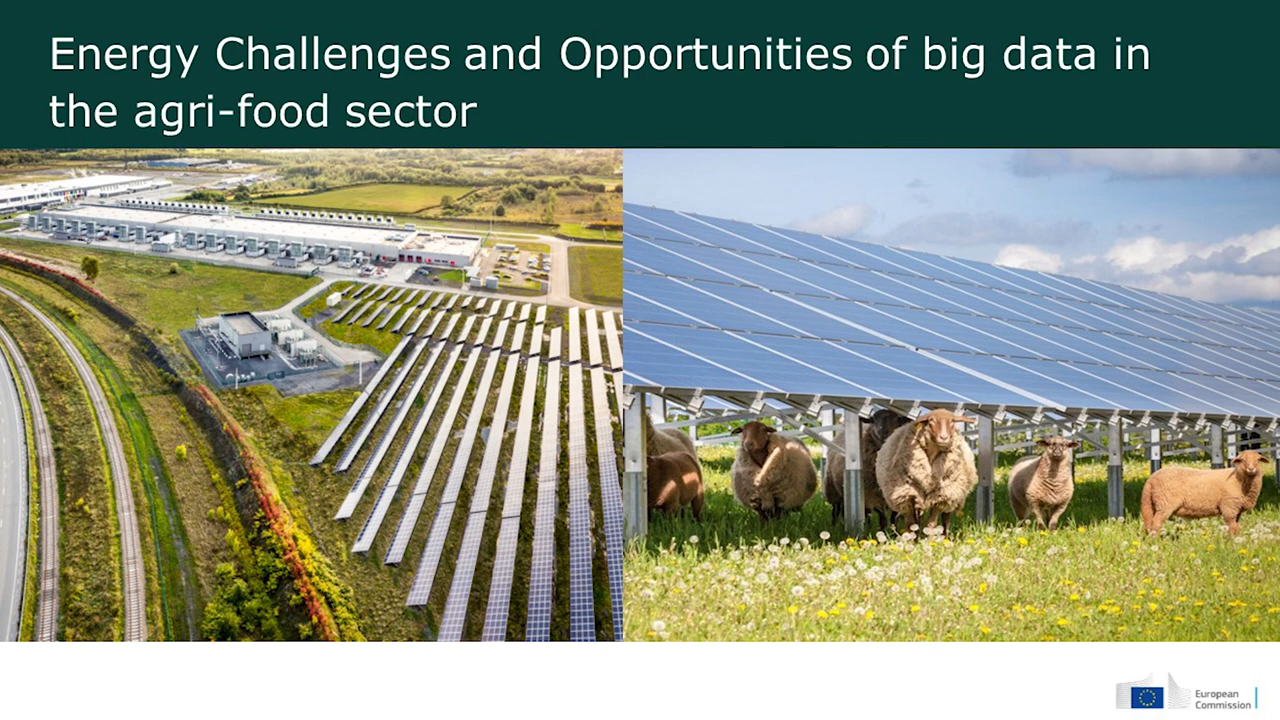 Energy Challenges and Opportunities of big data in
the agri-food sector
European
Commission